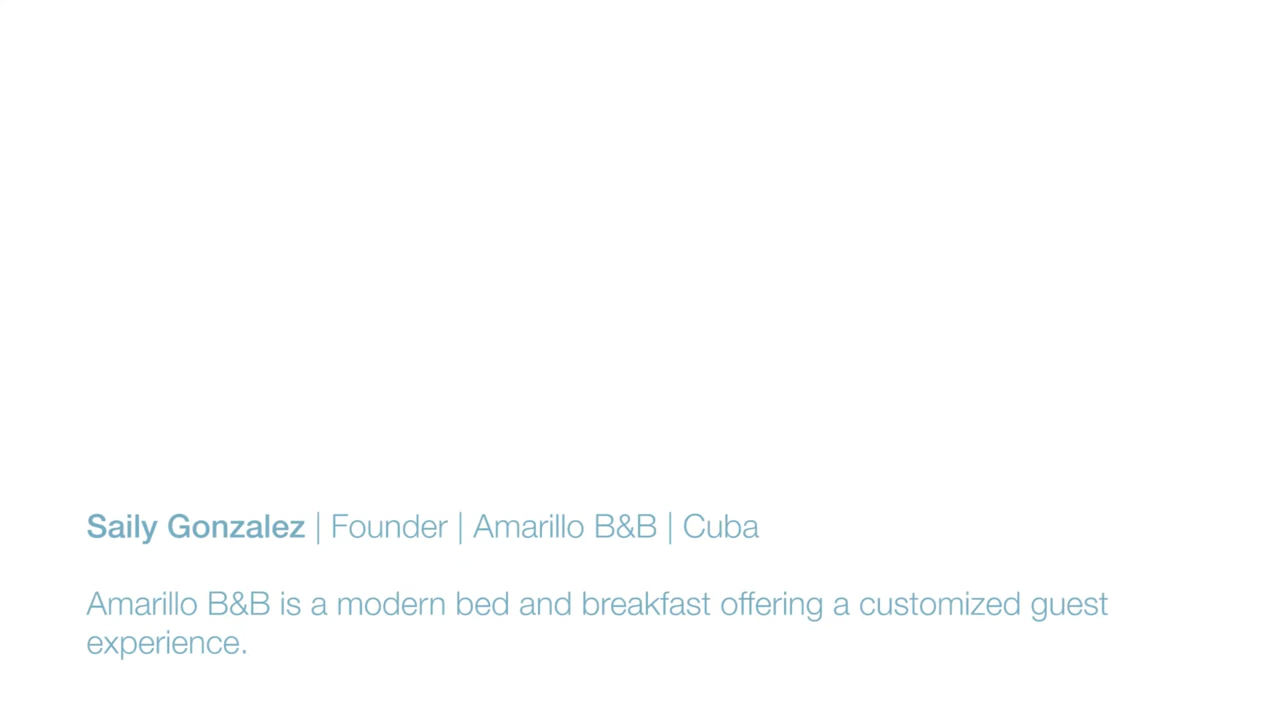 Saily Gonzalez | Founder | Amarillo B&B | Cuba
Amarillo B&B is a modern bed and breakfast offering a customized guest
experience.